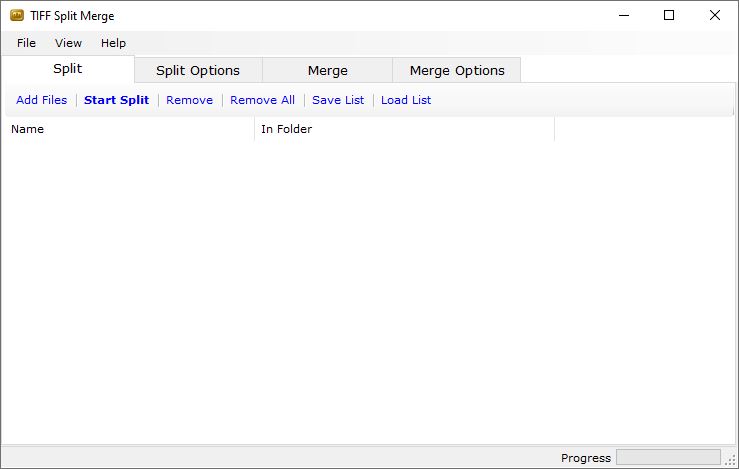 TIFF Split Merge
File View Help
Split Split Options Merge Merge Options
Add Files Start Split Remove Remove All Save List Load List
Name In Folder
Progress